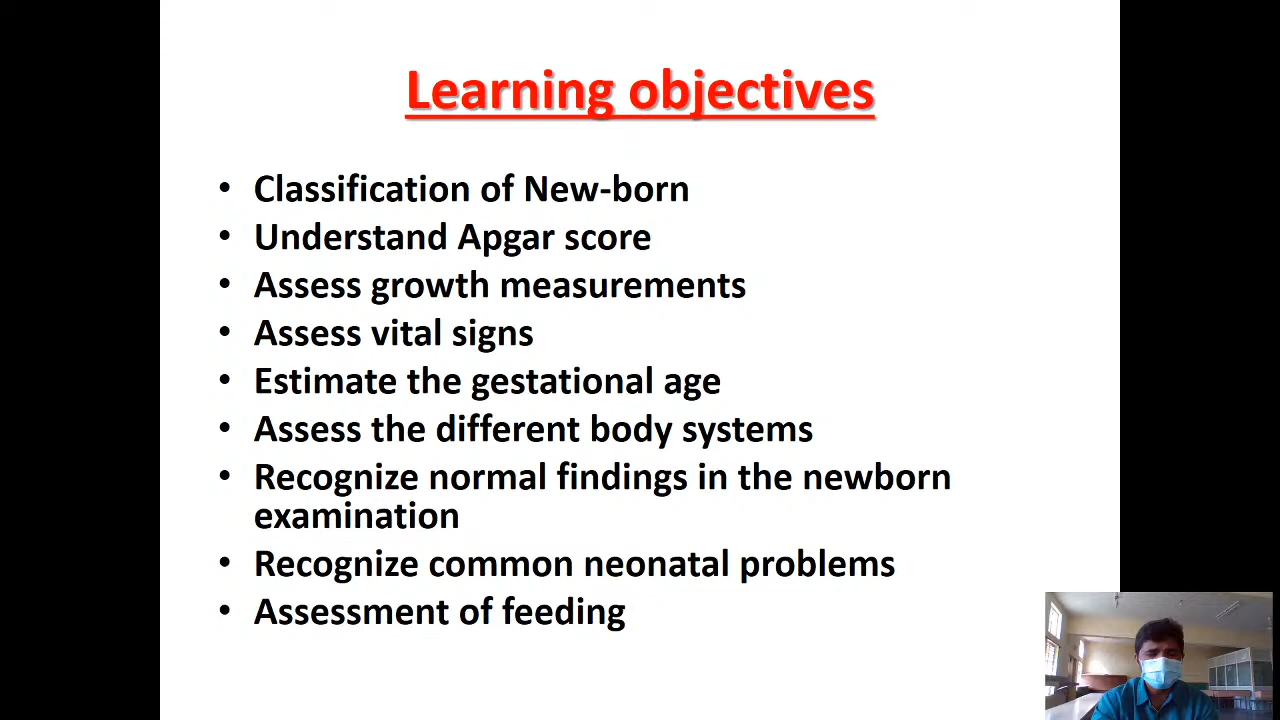 Learning objectives
• Classification of New-born
• Understand Apgar score
• Assess growth measurements
• Assess vital signs
• Estimate the gestational age
• Assess the different body systems
• Recognize normal findings in the newborn
examination
• Recognize common neonatal problems
• Assessment of feeding